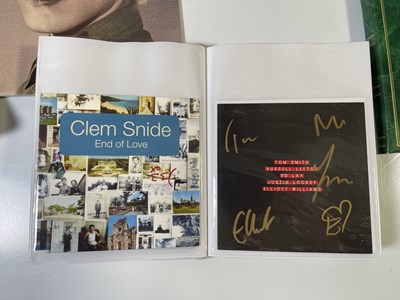 Clem Snide
End of Love
TOM SMITH
RUSSELL LEETCH
ED LAY
JUSTIN LOCKEY
ELLIOTT WILLIAMS